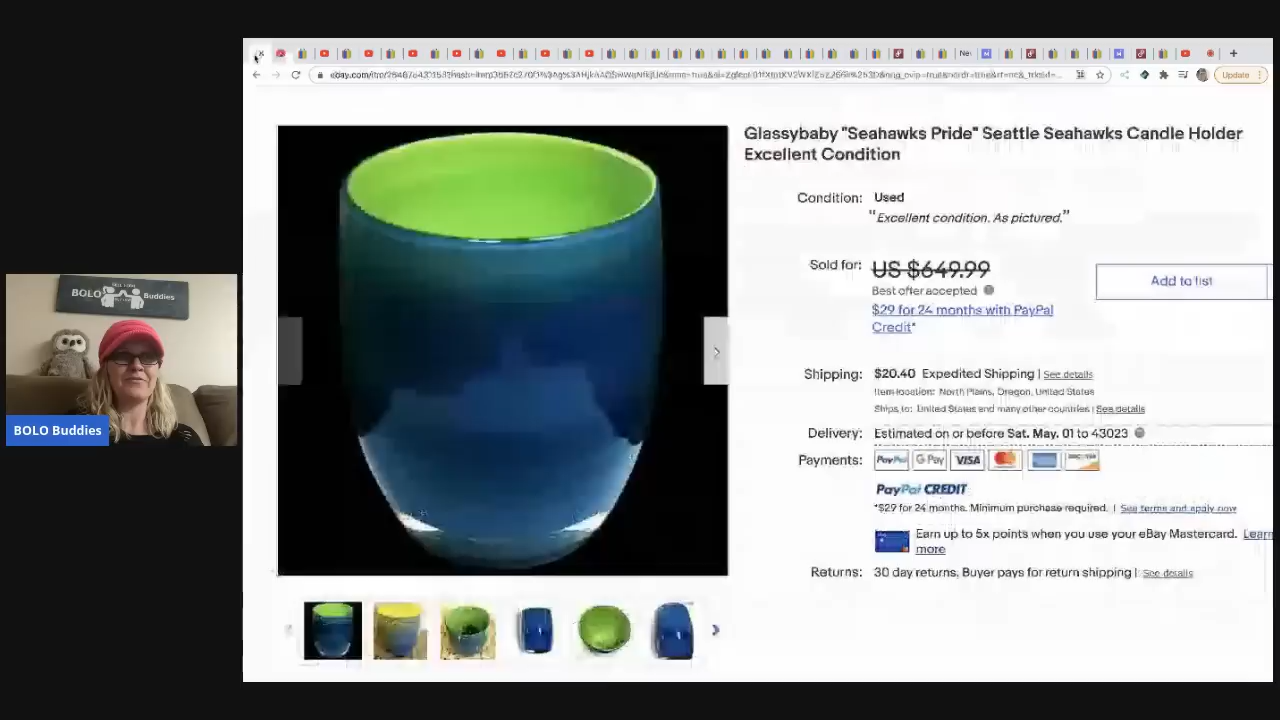 Update
Glassybaby "Seahawks Pride" Seattle Seahawks Candle Holder
Excellent Condition
Condition: Used
"Excellent condition. As pictured."
Sold for: US $649.99
Best offer accepted
Add to list
$29 for 24 months with PayPal
Credit*
Shipping: $20.40 Expedited Shipping | See details
Item location: North Plains, Oregon, United States
Ships to: United States and many other countries | See details
Delivery: Estimated on or before Sat. May. 01 to 43023
Payments: PayPal G Pay VISA
PayPal CREDIT
*$29 for 24 months. Minimum purchase required. | See terms and apply now
Earn up to 5x points when you use your eBay Mastercard. Learn
more
Returns: 30 day returns. Buyer pays for return shipping | See details
BOLO Buddies
BOLO Buddies